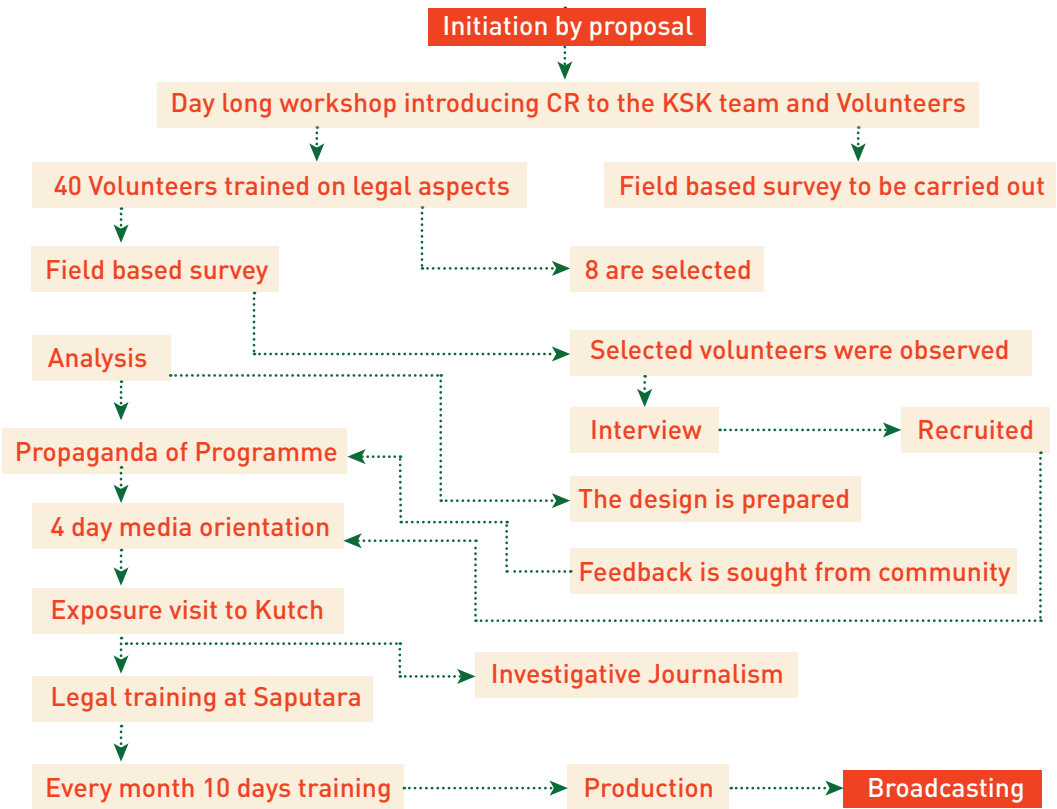 Initiation by proposal
Day long workshop introducing CR to the KSK team and Volunteers
40 Volunteers trained on legal aspects
Field based survey to be carried out
Field based survey
8 are selected
Analysis
Selected volunteers were observed
Interview
Recruited
Propaganda of Programme
The design is prepared
4 day media orientation
Feedback is sought from community
Exposure visit to Kutch
Investigative Journalism
Legal training at Saputara
Every month 10 days training
Production
Broadcasting